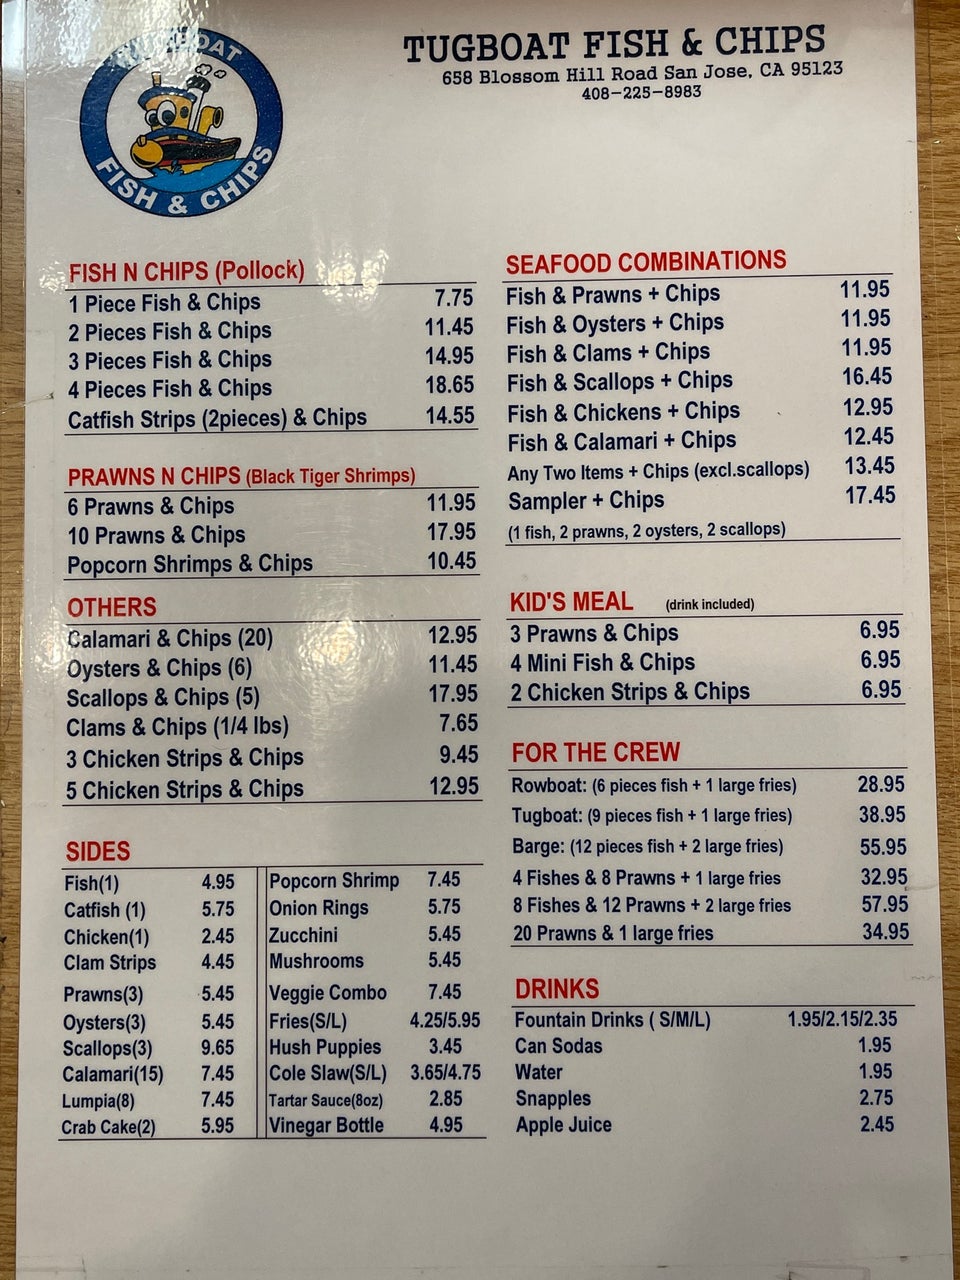 TUGBOAT FISH & CHIPS
658 Blossom Hill Road San Jose, CA 95123
408-225-8983
FISH & CHIPS
FISH N CHIPS (Pollock)
1 Piece Fish & Chips 7.75
2 Pieces Fish & Chips 11.45
3 Pieces Fish & Chips 14.95
4 Pieces Fish & Chips 18.65
Catfish Strips (2pieces) & Chips 14.55
PRAWNS N CHIPS (Black Tiger Shrimps)
6 Prawns & Chips 11.95
10 Prawns & Chips 17.95
Popcorn Shrimps & Chips 10.45
OTHERS
Calamari & Chips (20) 12.95
Oysters & Chips (6) 11.45
Scallops & Chips (5) 17.95
Clams & Chips (1/4 lbs) 7.65
3 Chicken Strips & Chips 9.45
5 Chicken Strips & Chips 12.95
SIDES
Fish(1) 4.95
Catfish (1) 5.75
Chicken(1) 2.45
Clam Strips 4.45
Prawns(3) 5.45
Oysters(3) 5.45
Scallops(3) 9.65
Calamari(15) 7.45
Lumpia(8) 7.45
Crab Cake(2) 5.95
Popcorn Shrimp 7.45
Onion Rings 5.75
Zucchini 5.45
Mushrooms 5.45
Veggie Combo 7.45
Fries(S/L) 4.25/5.95
Hush Puppies 3.45
Cole Slaw(S/L) 3.65/4.75
Tartar Sauce(8oz) 2.85
Vinegar Bottle 4.95
SEAFOOD COMBINATIONS
Fish & Prawns + Chips 11.95
Fish & Oysters + Chips 11.95
Fish & Clams + Chips 11.95
Fish & Scallops + Chips 16.45
Fish & Chickens + Chips 12.95
Fish & Calamari + Chips 12.45
Any Two Items + Chips (excl.scallops) 13.45
Sampler + Chips 17.45
(1 fish, 2 prawns, 2 oysters, 2 scallops)
KID'S MEAL (drink included)
3 Prawns & Chips 6.95
4 Mini Fish & Chips 6.95
2 Chicken Strips & Chips 6.95
FOR THE CREW
Rowboat: (6 pieces fish + 1 large fries) 28.95
Tugboat: (9 pieces fish + 1 large fries) 38.95
Barge: (12 pieces fish + 2 large fries) 55.95
4 Fishes & 8 Prawns + 1 large fries 32.95
8 Fishes & 12 Prawns + 2 large fries 57.95
20 Prawns & 1 large fries 34.95
DRINKS
Fountain Drinks ( S/M/L) 1.95/2.15/2.35
Can Sodas 1.95
Water 1.95
Snapples 2.75
Apple Juice 2.45